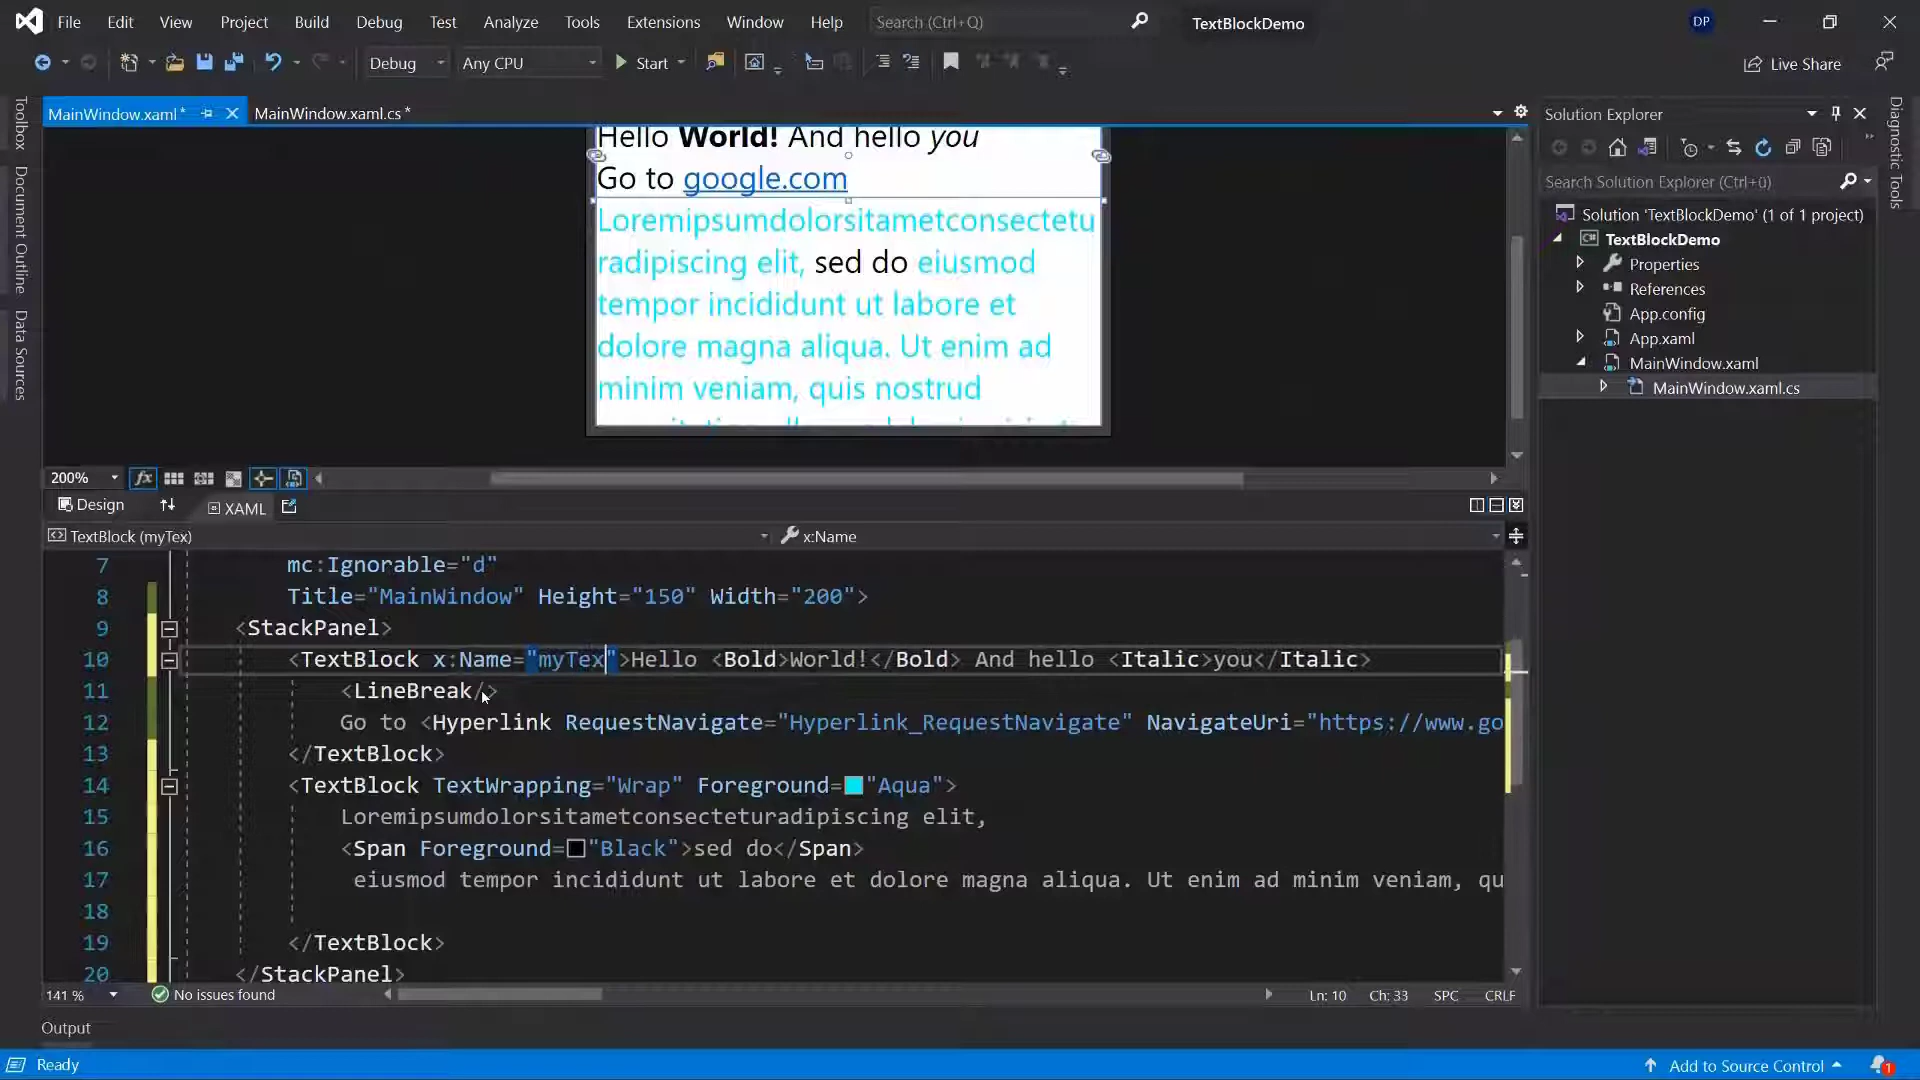 File Edit View Project Build Debug Test Analyze Tools Extensions Window Help Search (Ctrl+Q) TextBlockDemo DP
Debug Any CPU Start Live Share
MainWindow.xaml* MainWindow.xaml.cs*
Hello World! And hello you
Go to google.com
Loremipsumdolorsitametconsectetu
radipiscing elit, sed do eiusmod
tempor incididunt ut labore et
dolore magna aliqua. Ut enim ad
minim veniam, quis nostrud
200%
Design XAML
TextBlock (myTex) x:Name
7 mc:Ignorable="d"
8 Title="MainWindow" Height="150" Width="200">
9 <StackPanel>
10 <TextBlock x:Name="myTex">Hello <Bold>World!</Bold> And hello <Italic>you</Italic>
11 <LineBreak/>
12 Go to <Hyperlink RequestNavigate="Hyperlink_RequestNavigate" NavigateUri="https://www.go
13 </TextBlock>
14 <TextBlock TextWrapping="Wrap" Foreground="Aqua">
15 Loremipsumdolorsitametconsecteturadipiscing elit,
16 <Span Foreground="Black">sed do</Span>
17 eiusmod tempor incididunt ut labore et dolore magna aliqua. Ut enim ad minim veniam, qu
18
19 </TextBlock>
20 </StackPanel>
141 % No issues found Ln: 10 Ch: 33 SPC CRLF
Output
Ready Add to Source Control 1
Toolbox
Document Outline
Data Sources
Solution Explorer
Search Solution Explorer (Ctrl+ü)
Solution 'TextBlockDemo' (1 of 1 project)
C# TextBlockDemo
Properties
References
App.config
App.xaml
MainWindow.xaml
MainWindow.xaml.cs
Diagnostic Tools